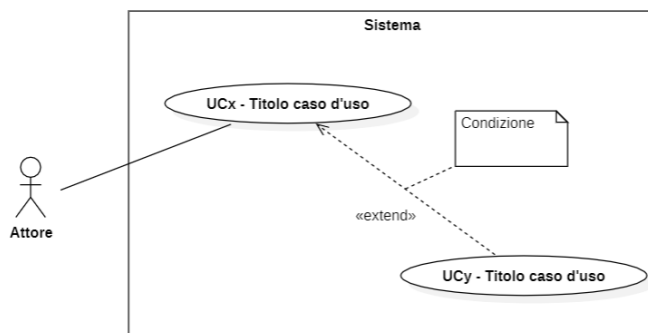 Sistema
UCx - Titolo caso d'uso
Condizione
Attore
«extend»
UCy - Titolo caso d'uso